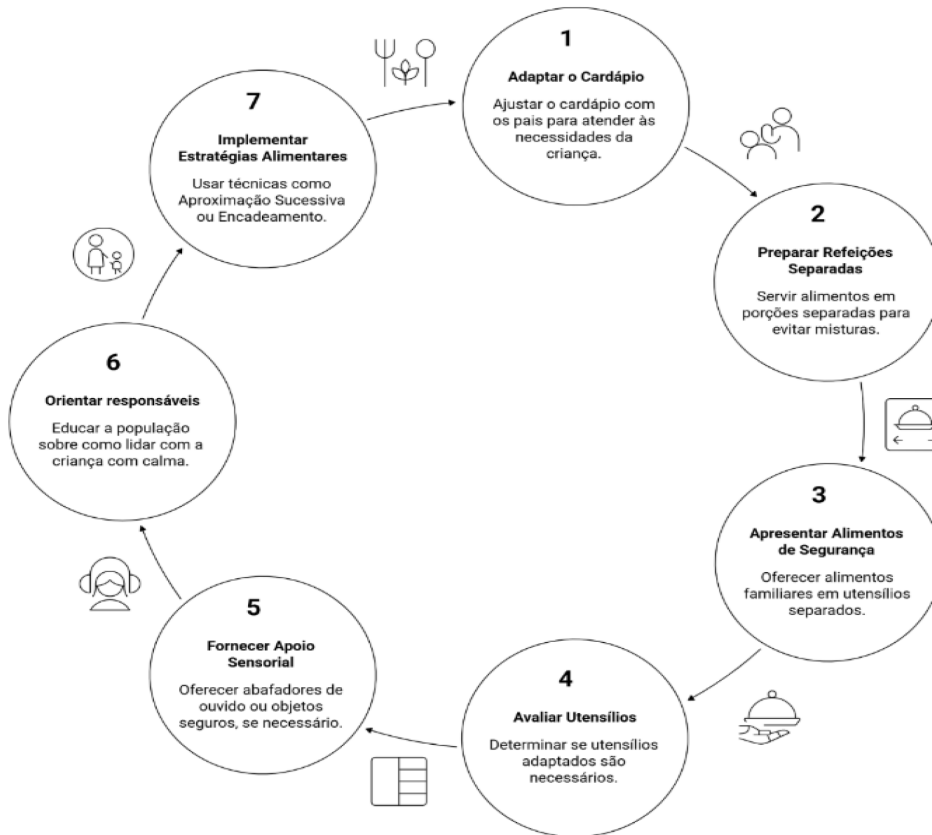 1
Adaptar o Cardápio
Ajustar o cardápio com
os pais para atender às
necessidades da
criança.
2
Preparar Refeições
Separadas
Servir alimentos em
porções separadas para
evitar misturas.
3
Apresentar Alimentos
de Segurança
Oferecer alimentos
familiares em utensílios
separados.
4
Avaliar Utensílios
Determinar se utensílios
adaptados são
necessários.
5
Fornecer Apoio
Sensorial
Oferecer abafadores de
ouvido ou objetos
seguros, se necessário.
6
Orientar responsáveis
Educar a população
sobre como lidar com a
criança com calma.
7
Implementar
Estratégias Alimentares
Usar técnicas como
Aproximação Sucessiva
ou Encadeamento.